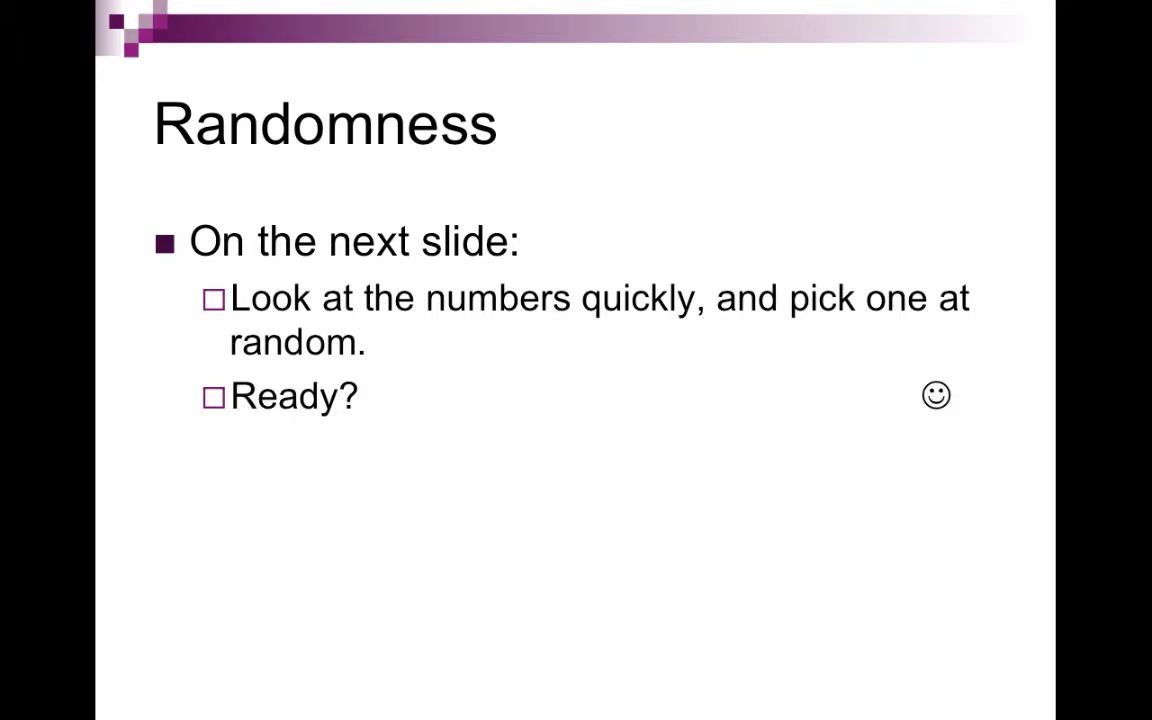 Randomness
On the next slide:
Look at the numbers quickly, and pick one at
random.
Ready? ☺